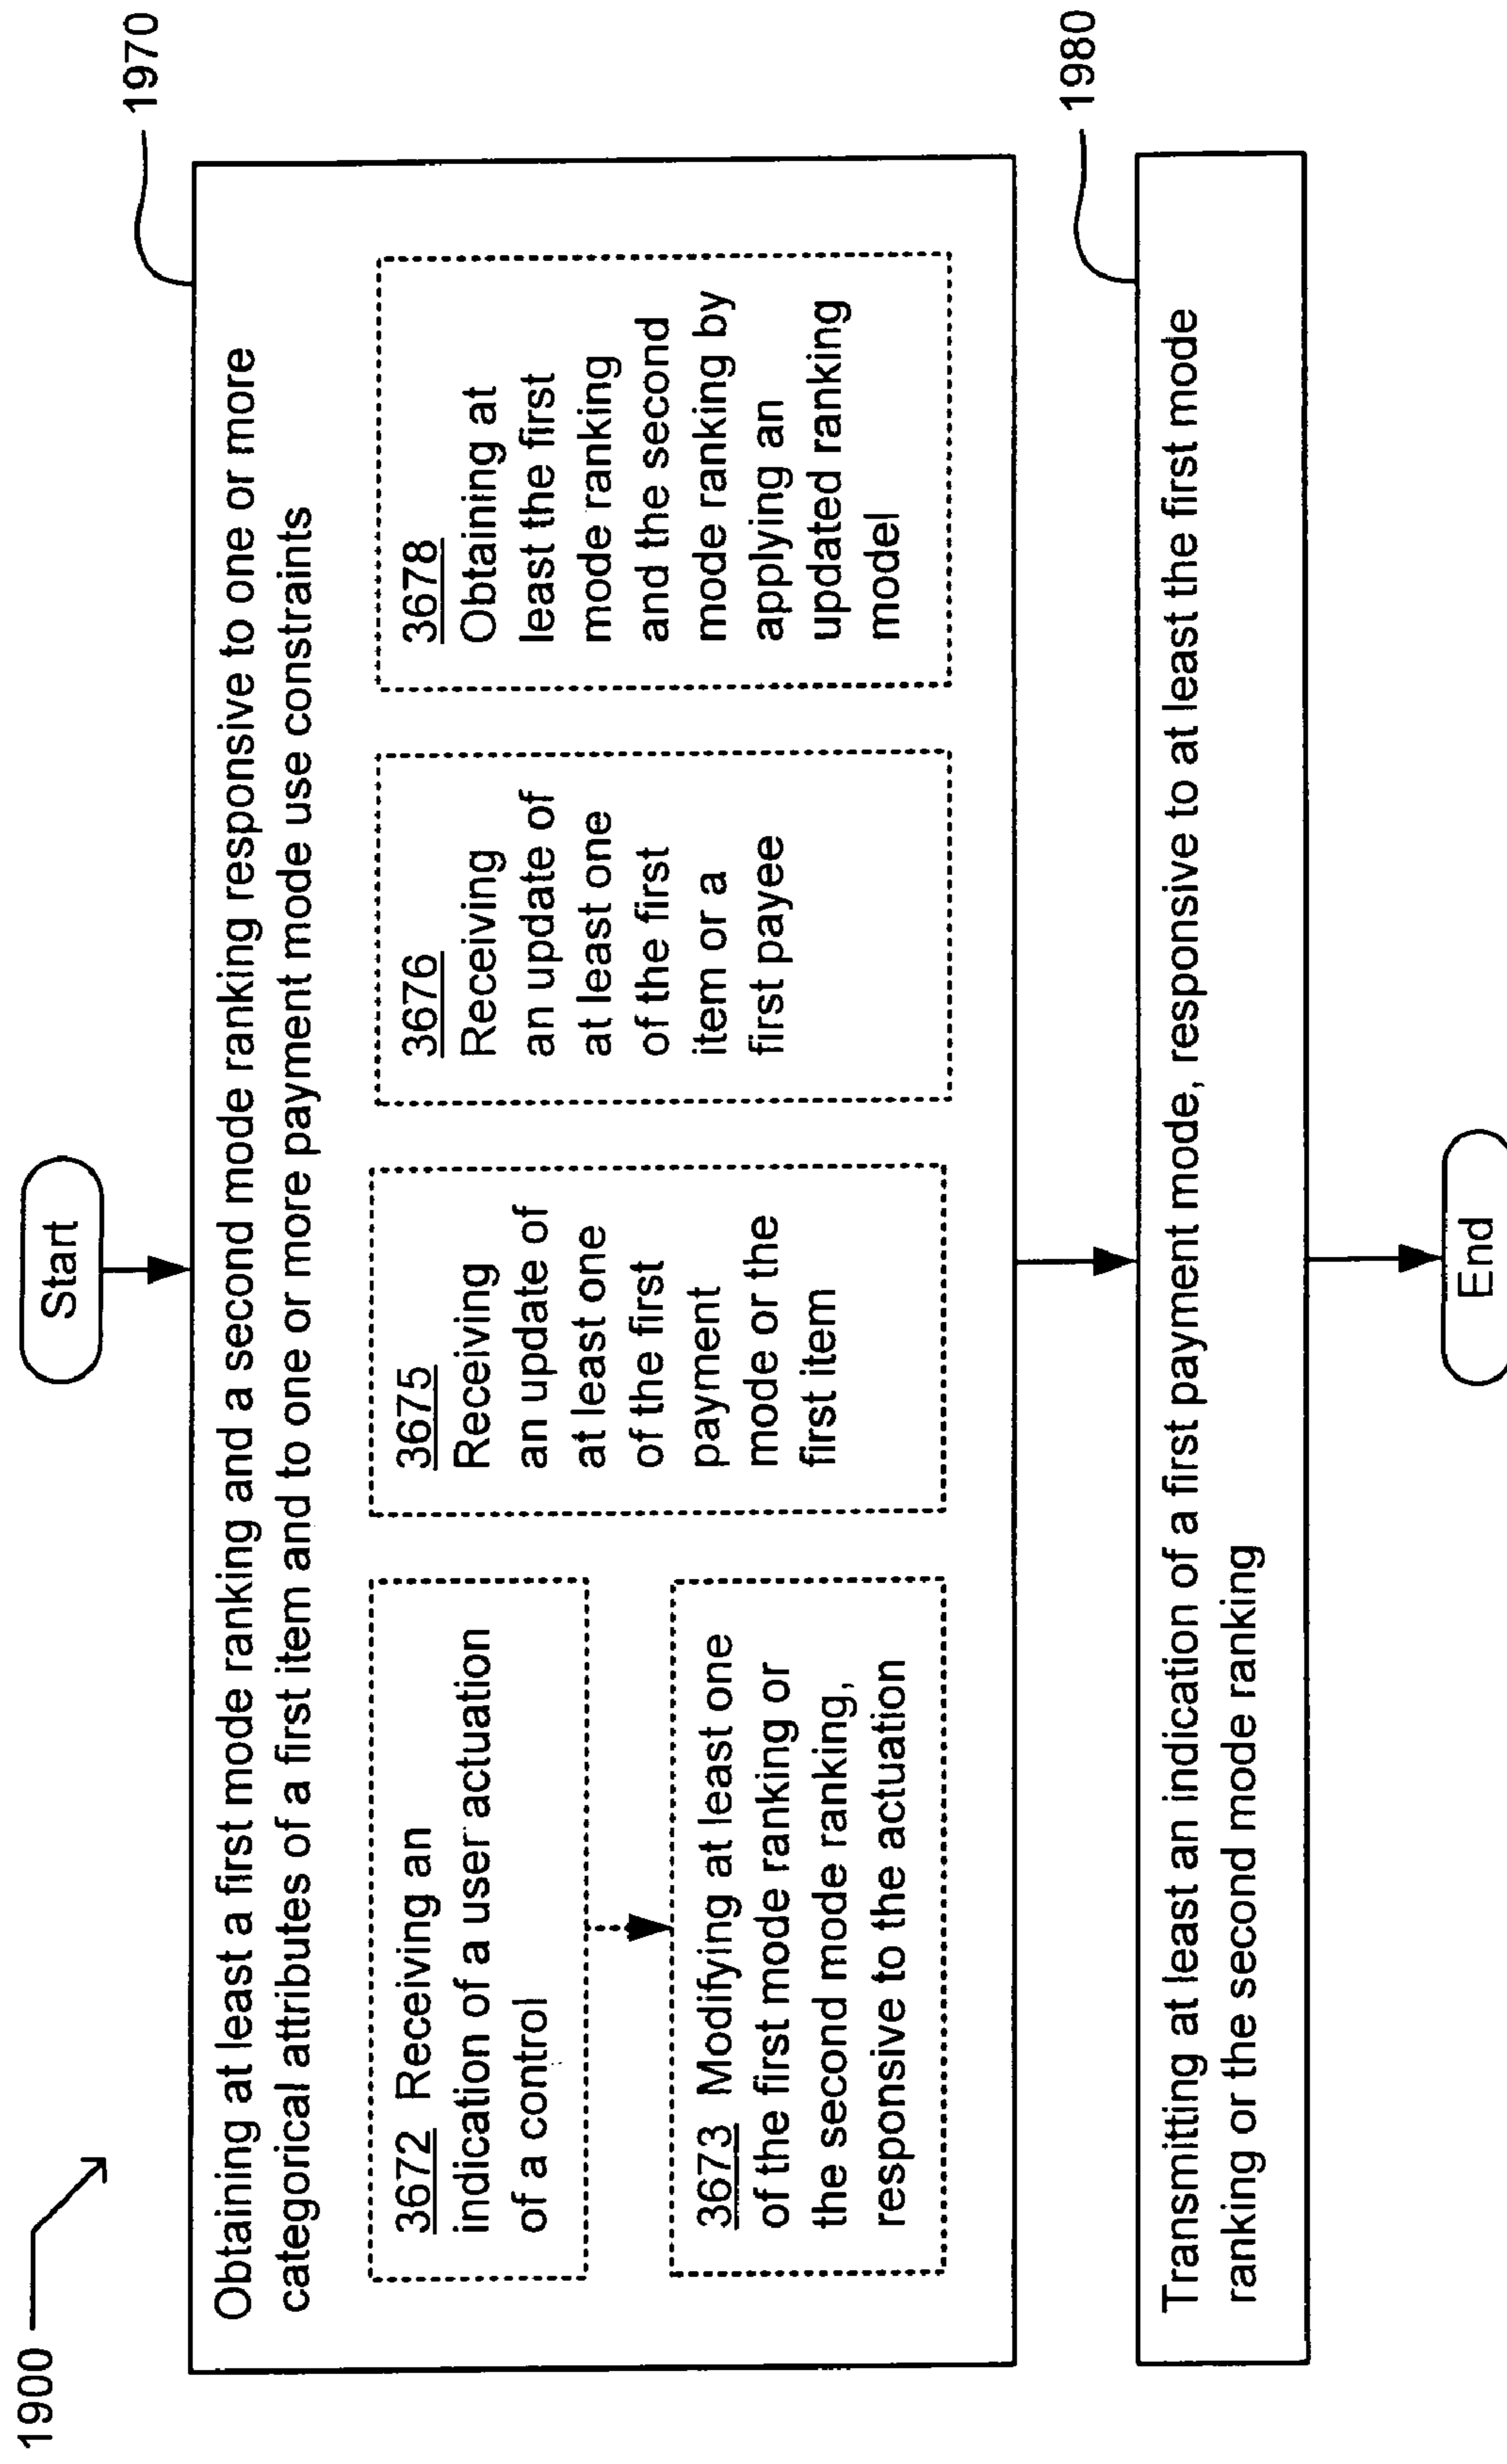 1900
Start
1970
Obtaining at least a first mode ranking and a second mode ranking responsive to one or more
categorical attributes of a first item and to one or more payment mode use constraints
3672 Receiving an
indication of a user actuation
of a control
3673 Modifying at least one
of the first mode ranking or
the second mode ranking,
responsive to the actuation
3675
Receiving
an update of
at least one
of the first
payment
mode or the
first item
3676
Receiving
an update of
at least one
of the first
item or a
first payee
3678
Obtaining at
least the first
mode ranking
and the second
mode ranking by
applying an
updated ranking
model
1980
Transmitting at least an indication of a first payment mode, responsive to at least the first mode
ranking or the second mode ranking
End